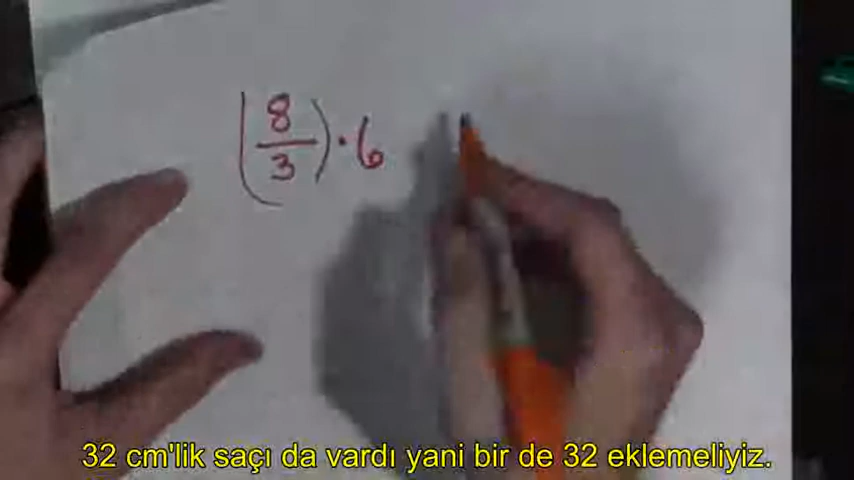 (8/3) · 6
32 cm'lik saçı da vardı yani bir de 32 eklemeliyiz.